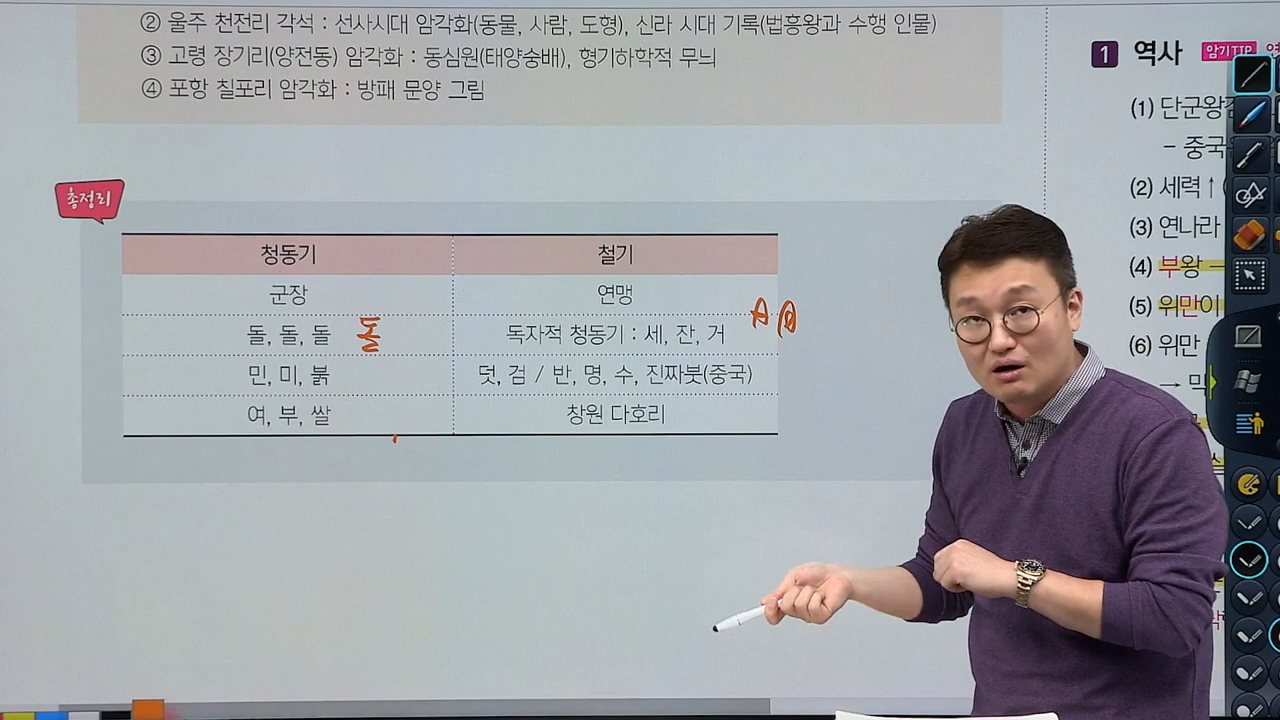 ② 울주 천전리 각석 : 선사시대 암각화(동물, 사람, 도형), 신라 시대 기록(법흥왕과 수행 인물)
③ 고령 장기리(양전동) 암각화 : 동심원(태양숭배), 형기하학적 무늬
④ 포항 칠포리 암각화 : 방패 문양 그림
총정리
청동기 철기
군장 연맹
돌, 돌, 돌 돌 독자적 청동기 : 세, 잔, 거
민, 미, 붉 덧, 검 / 반, 명, 수, 진짜붓(중국)
여, 부, 쌀 창원 다호리
1 역사 암기TIP
(1) 단군왕
- 중국
(2) 세력↑
(3) 연나라
(4) 부왕
(5) 위만이
(6) 위만